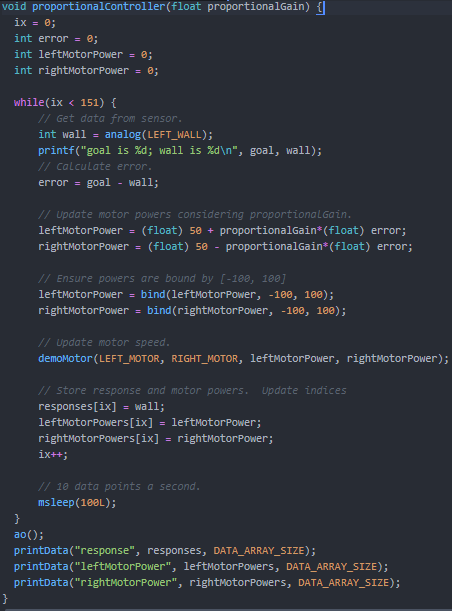 void proportionalController(float proportionalGain) {
  ix = 0;
  int error = 0;
  int leftMotorPower = 0;
  int rightMotorPower = 0;

  while(ix < 151) {
      // Get data from sensor.
      int wall = analog(LEFT_WALL);
      printf("goal is %d; wall is %d\n", goal, wall);
      // Calculate error.
      error = goal - wall;

      // Update motor powers considering proportionalGain.
      leftMotorPower = (float) 50 + proportionalGain*(float) error;
      rightMotorPower = (float) 50 - proportionalGain*(float) error;

      // Ensure powers are bound by [-100, 100]
      leftMotorPower = bind(leftMotorPower, -100, 100);
      rightMotorPower = bind(rightMotorPower, -100, 100);

      // Update motor speed.
      demoMotor(LEFT_MOTOR, RIGHT_MOTOR, leftMotorPower, rightMotorPower);

      // Store response and motor powers.  Update indices
      responses[ix] = wall;
      leftMotorPowers[ix] = leftMotorPower;
      rightMotorPowers[ix] = rightMotorPower;
      ix++;

      // 10 data points a second.
      msleep(100L);
  }
  ao();
  printData("response", responses, DATA_ARRAY_SIZE);
  printData("leftMotorPower", leftMotorPowers, DATA_ARRAY_SIZE);
  printData("rightMotorPower", rightMotorPowers, DATA_ARRAY_SIZE);
}